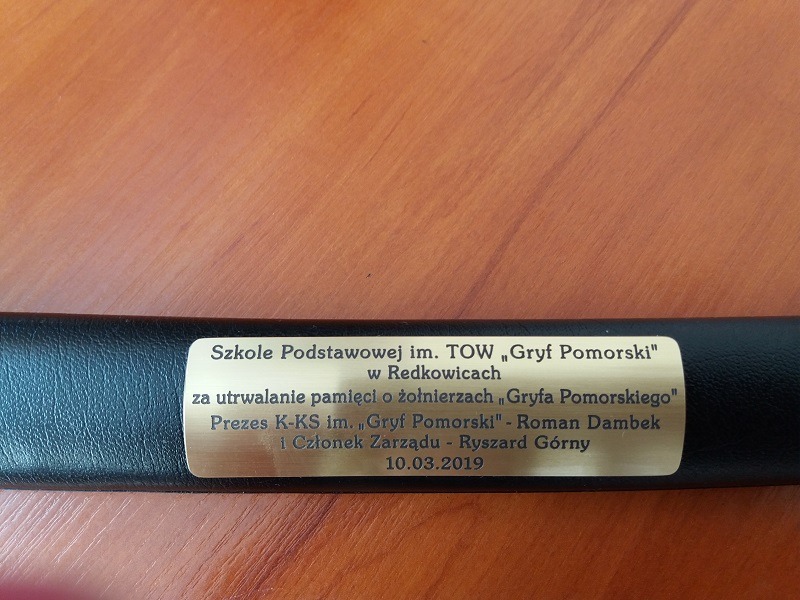 Szkole Podstawowej im. TOW „Gryf Pomorski"
w Redkowicach
za utrwalanie pamięci o żołnierzach „Gryfa Pomorskiego"
Prezes K-KS im. „Gryf Pomorski" - Roman Dambek
i Członek Zarządu - Ryszard Górny
10.03.2019